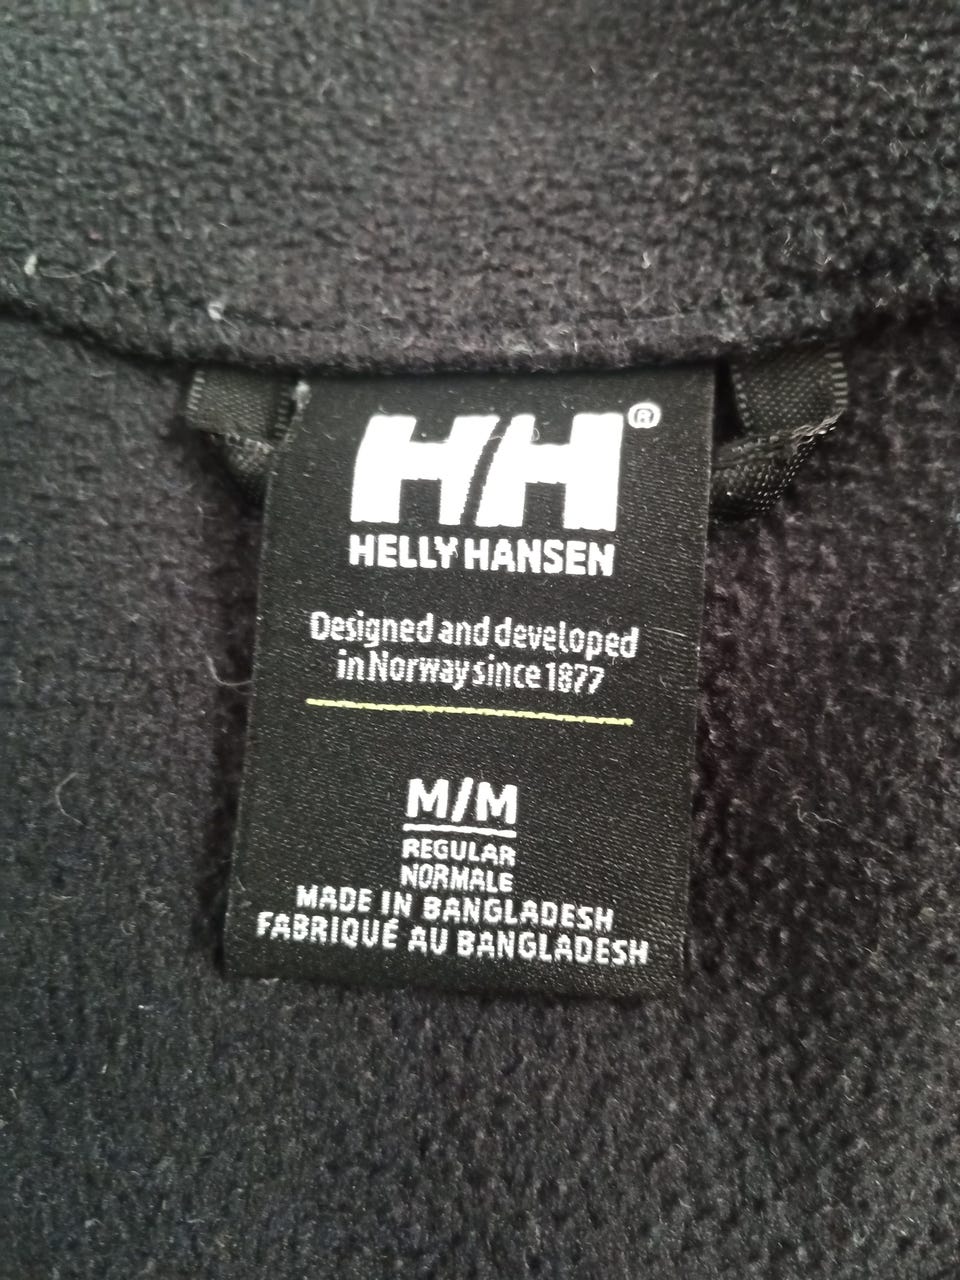 HH®
HELLY HANSEN
Designed and developed
in Norway since 1877
M/M
REGULAR
NORMALE
MADE IN BANGLADESH
FABRIQUÉ AU BANGLADESH